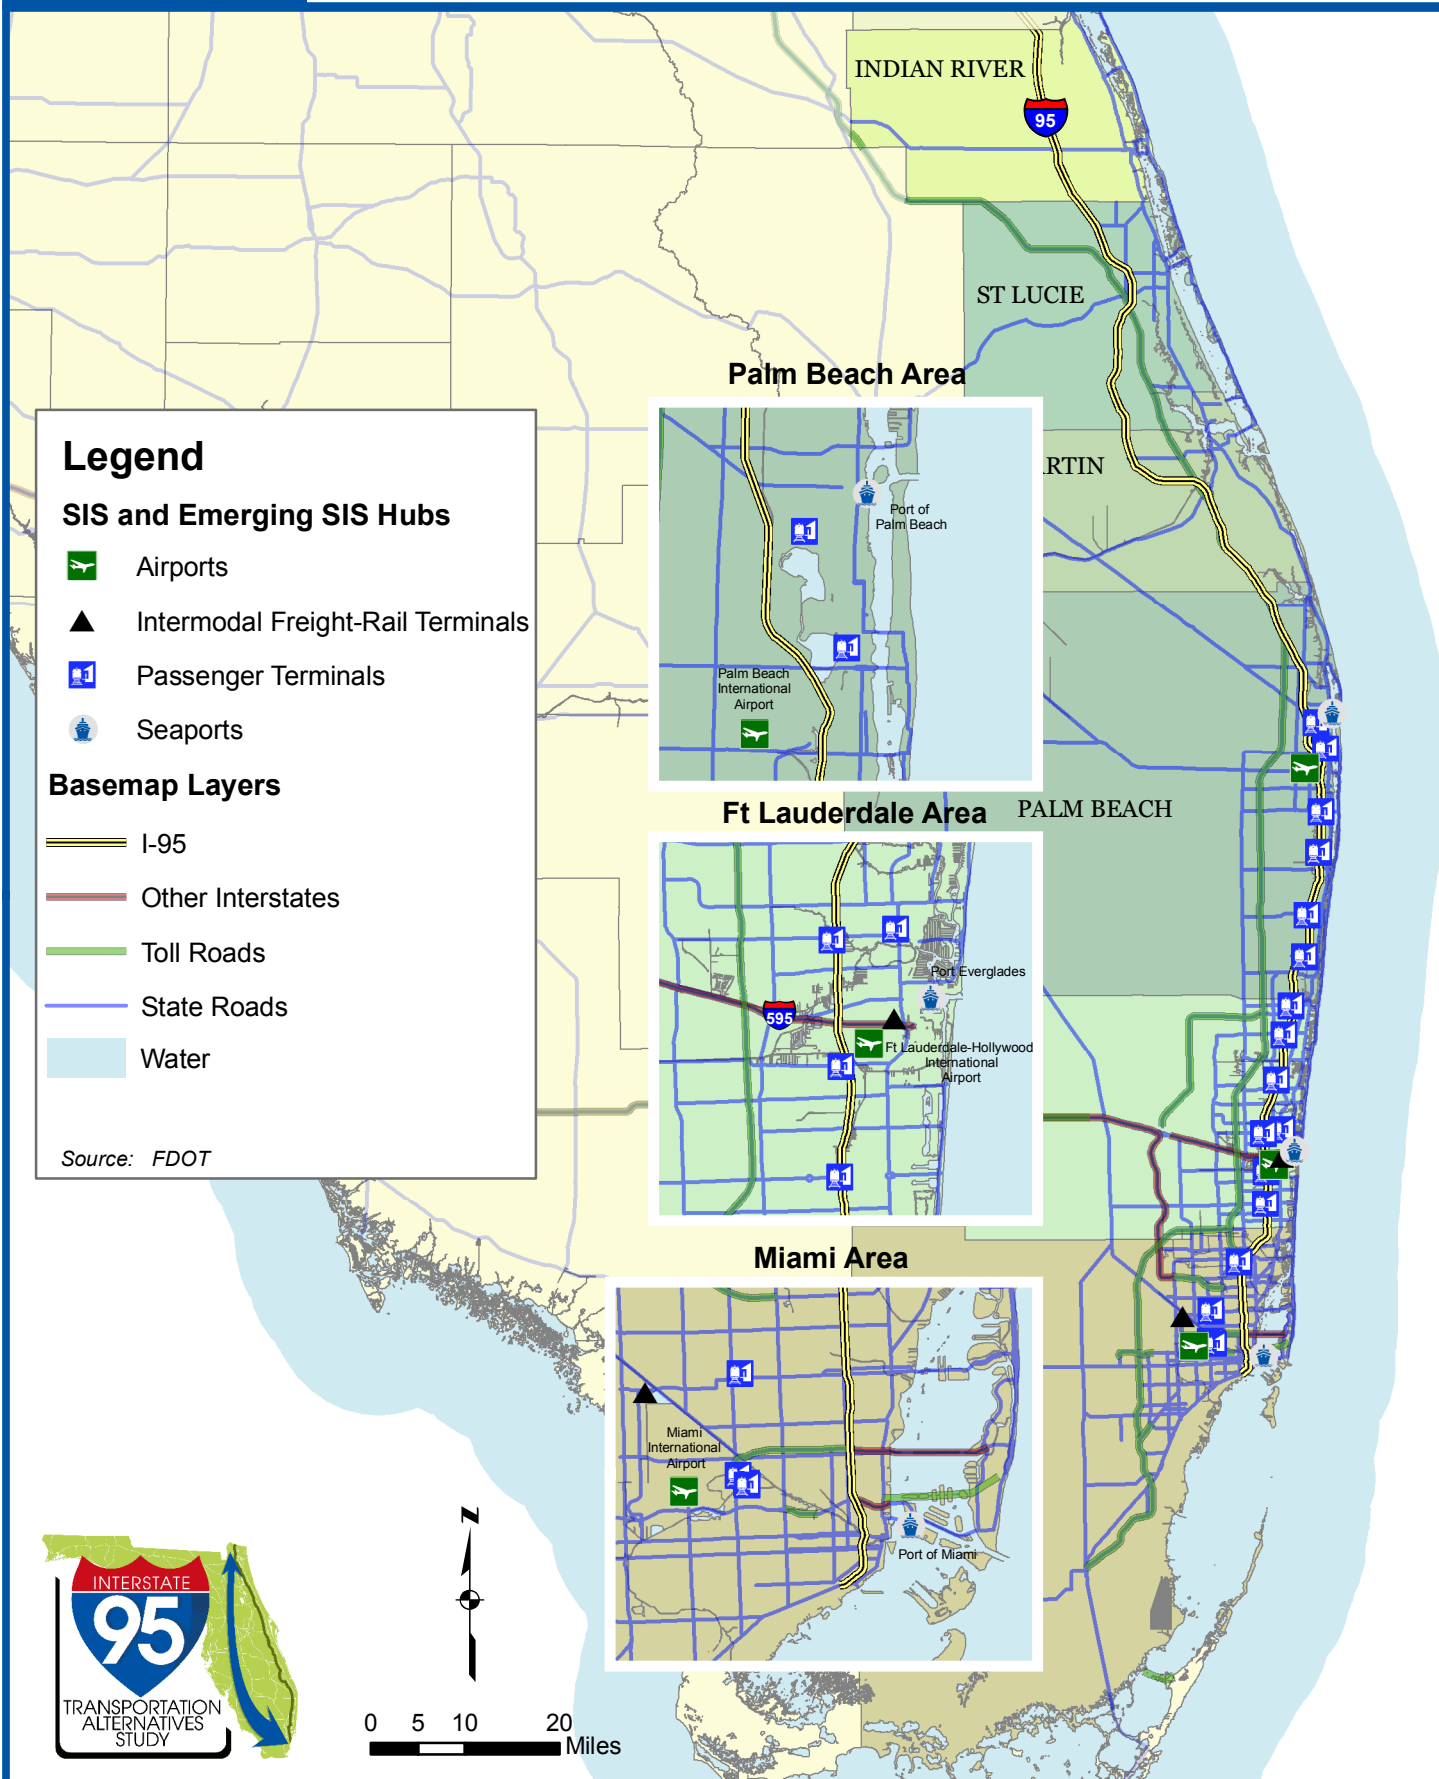 INDIAN RIVER
95
ST LUCIE
Palm Beach Area
RTIN
Port of
Palm Beach
Palm Beach
International
Airport
Legend
SIS and Emerging SIS Hubs
Airports
Intermodal Freight-Rail Terminals
Passenger Terminals
Seaports
Basemap Layers
I-95
Other Interstates
Toll Roads
State Roads
Water
Source: FDOT
Ft Lauderdale Area
PALM BEACH
Port Everglades
595
Ft Lauderdale-Hollywood
International
Airport
Miami Area
Miami
International
Airport
Port of Miami
INTERSTATE
95
TRANSPORTATION
ALTERNATIVES
STUDY
Z
0 5 10 20
Miles